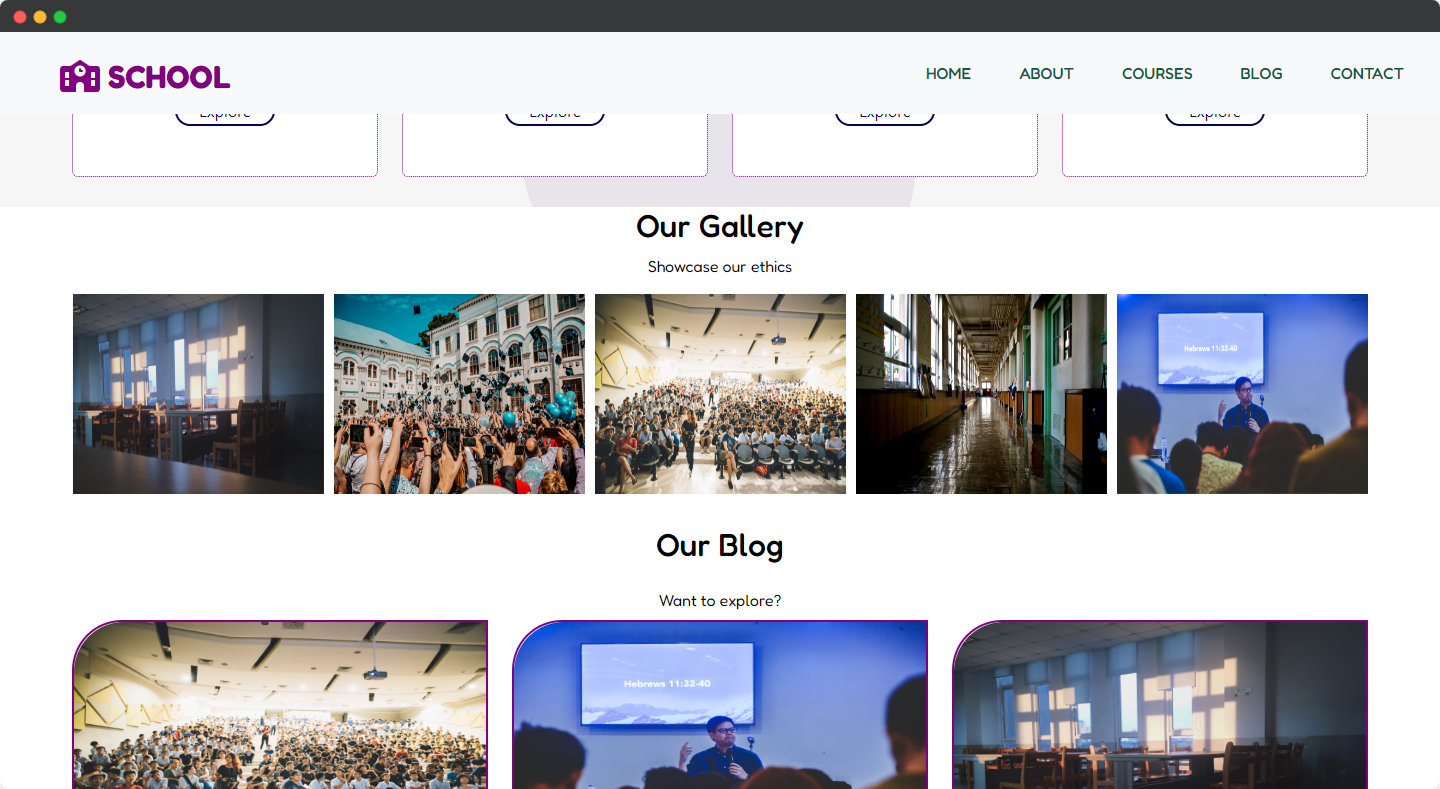 SCHOOL
HOME ABOUT COURSES BLOG CONTACT
Explore Explore Explore Explore
Our Gallery
Showcase our ethics
Hebrews 11:32-40
Our Blog
Want to explore?
Hebrews 11:32-40